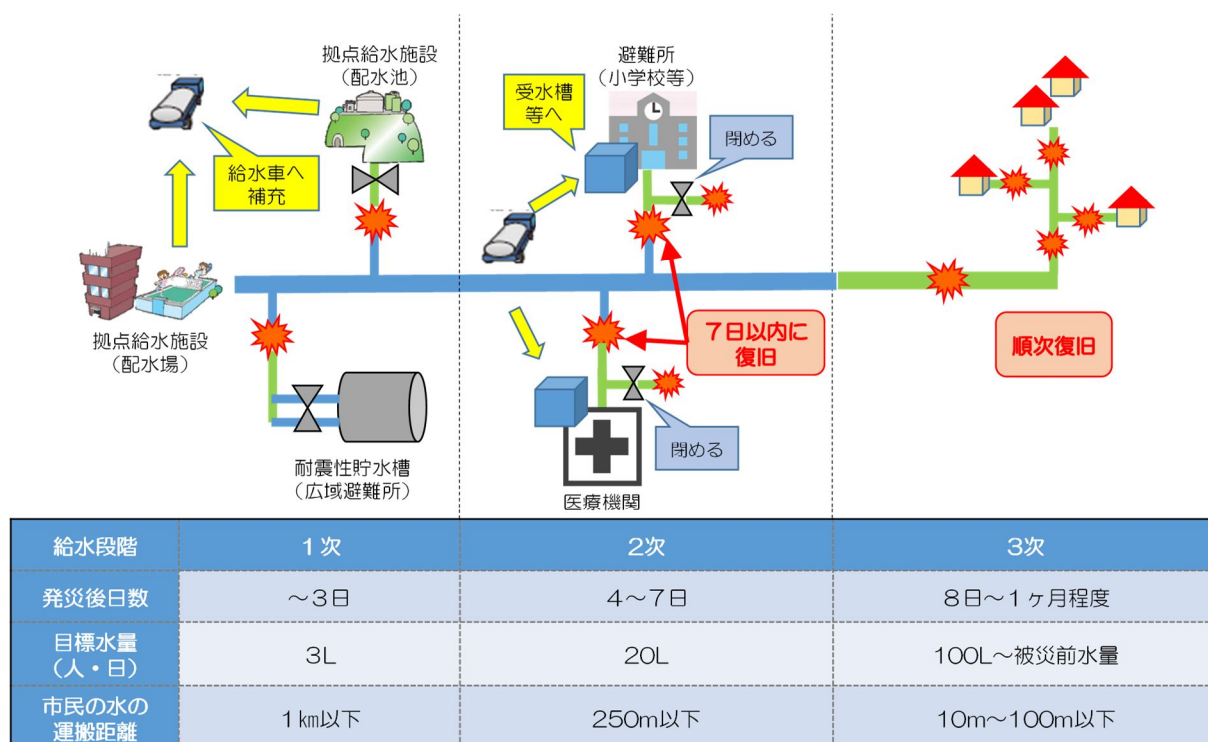 拠点給水施設
（配水池）
給水車へ
補充
拠点給水施設
（配水場）
耐震性貯水槽
（広域避難所）
避難所
（小学校等）
受水槽
等へ
閉める
７日以内に
復旧
閉める
医療機関
順次復旧
給水段階
１次
２次
３次
発災後日数
～３日
４～７日
８日～１ヶ月程度
目標水量
（人・日）
３L
２０L
１００L～被災前水量
市民の水の
運搬距離
１㎞以下
２５０m以下
１０m～１００m以下